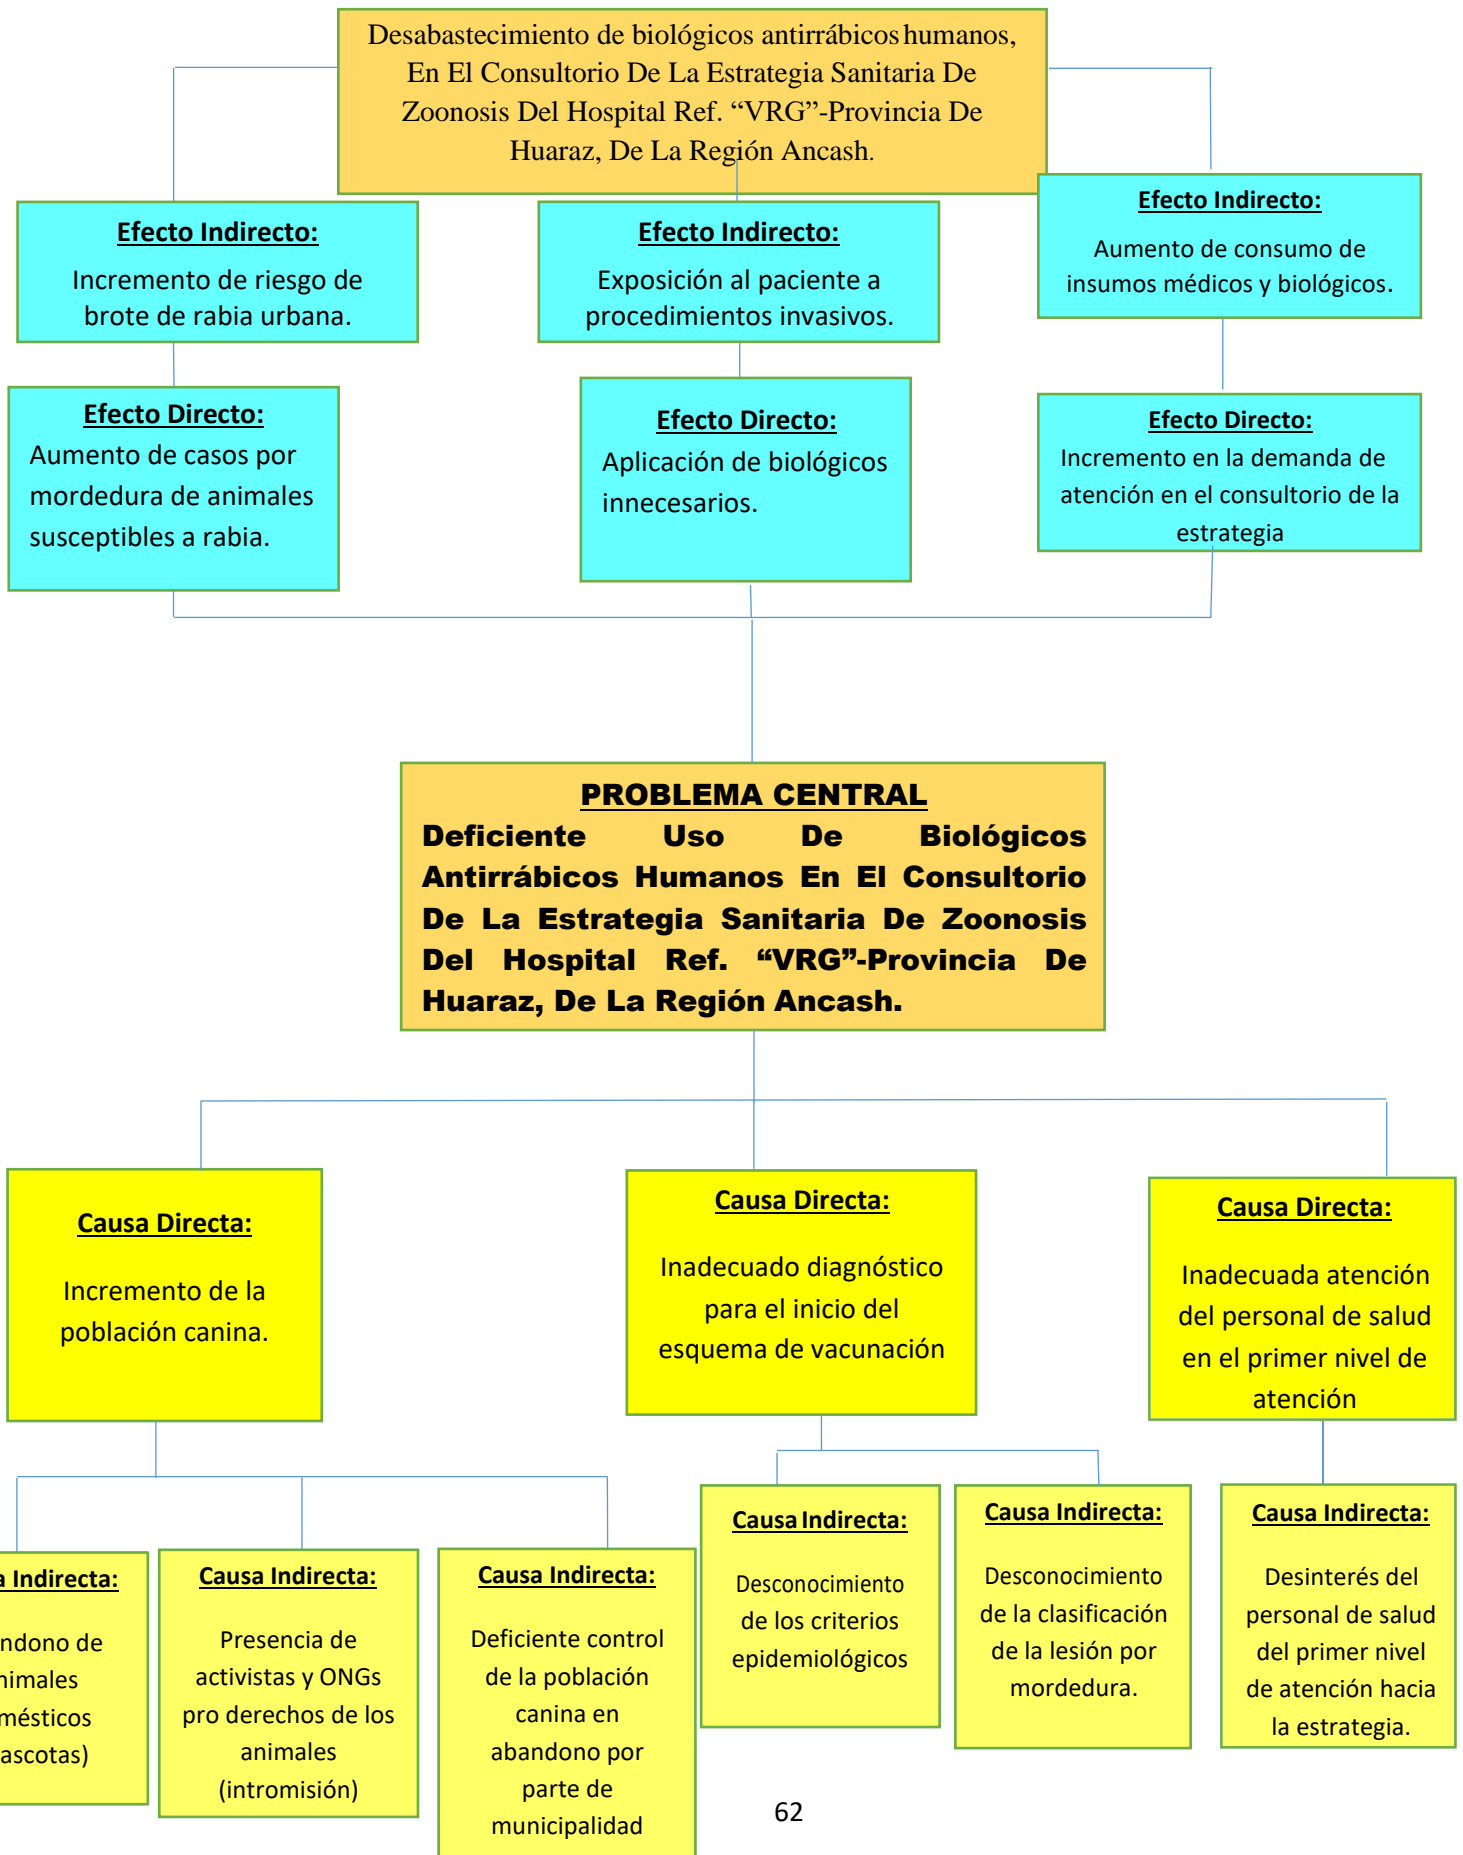 Desabastecimiento de biológicos antirrábicos humanos,
En El Consultorio De La Estrategia Sanitaria De
Zoonosis Del Hospital Ref. “VRG”-Provincia De
Huaraz, De La Región Ancash.
Efecto Indirecto:
Incremento de riesgo de
brote de rabia urbana.
Efecto Indirecto:
Exposición al paciente a
procedimientos invasivos.
Efecto Indirecto:
Aumento de consumo de
insumos médicos y biológicos.
Efecto Directo:
Aumento de casos por
mordedura de animales
susceptibles a rabia.
Efecto Directo:
Aplicación de biológicos
innecesarios.
Efecto Directo:
Incremento en la demanda de
atención en el consultorio de la
estrategia
PROBLEMA CENTRAL
Deficiente Uso De Biológicos
Antirrábicos Humanos En El Consultorio
De La Estrategia Sanitaria De Zoonosis
Del Hospital Ref. “VRG”-Provincia De
Huaraz, De La Región Ancash.
Causa Directa:
Incremento de la
población canina.
Causa Directa:
Inadecuado diagnóstico
para el inicio del
esquema de vacunación
Causa Directa:
Inadecuada atención
del personal de salud
en el primer nivel de
atención
a Indirecta:
ndono de
nimales
mésticos
ascotas)
Causa Indirecta:
Presencia de
activistas y ONGs
pro derechos de los
animales
(intromisión)
Causa Indirecta:
Deficiente control
de la población
canina en
abandono por
parte de
municipalidad
Causa Indirecta:
Desconocimiento
de los criterios
epidemiológicos
Causa Indirecta:
Desconocimiento
de la clasificación
de la lesión por
mordedura.
Causa Indirecta:
Desinterés del
personal de salud
del primer nivel
de atención hacia
la estrategia.
62